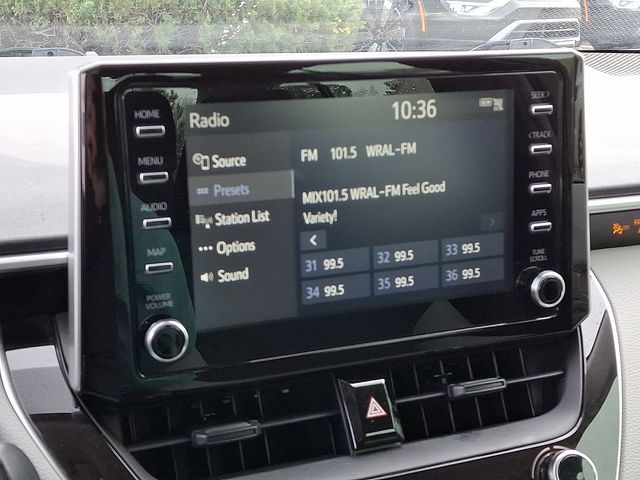 HOME
MENU
AUDIO
MAP
POWER
VOLUME
Radio
10:36
Source
Presets
Station List
Options
Sound
FM 101.5 WRAL-FM
MIX101.5 WRAL-FM Feel Good
Variety!
<
>
31 99.5 32 99.5 33 99.5
34 99.5 35 99.5 36 99.5
SEEK >
< TRACK
PHONE
APPS
TUNE
SCROLL